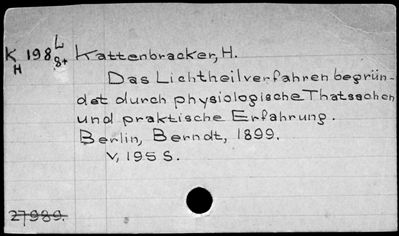 L
K 198 Kattenbracker, H.
H 8+
Das Lichtheilverfahren begrün-
det durch physiologische Thatsachen
und praktische Erfahrung.
Berlin, Berndt, 1899.
V, 195 S.
27989.